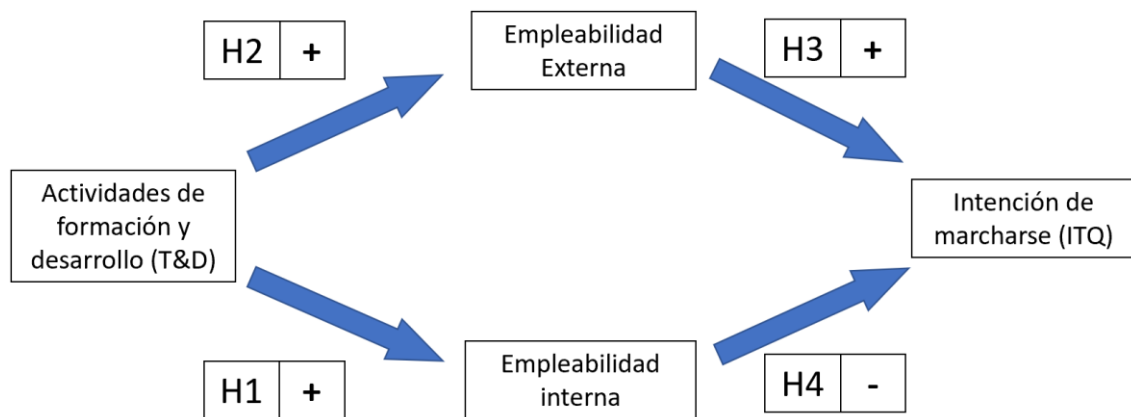 H2 +
Empleabilidad
Externa
H3 +
Actividades de
formación y
desarrollo (T&D)
Intención de
marcharse (ITQ)
H1 +
Empleabilidad
interna
H4 -